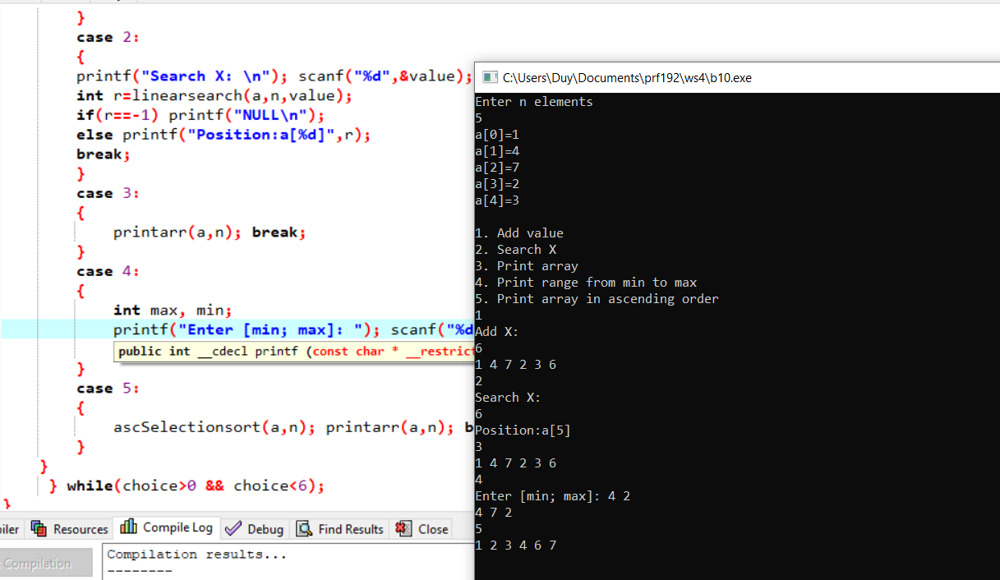 }
case 2:
{
printf("Search X: \n"); scanf("%d",&value);
int r=linearsearch(a,n,value);
if(r==-1) printf("NULL\n");
else printf("Position:a[%d]",r);
break;
}
case 3:
{
printarr(a,n); break;
}
case 4:
{
int max, min;
printf("Enter [min; max]: "); scanf("%d
public int __cdecl printf (const char * __restrict
}
case 5:
{
ascSelectionsort(a,n); printarr(a,n); b
}
}
} while(choice>0 && choice<6);
}
piler Resources Compile Log Debug Find Results Close
Compilation
Compilation results...
--------
C:\Users\Duy\Documents\prf192\ws4\b10.exe
Enter n elements
5
a[0]=1
a[1]=4
a[2]=7
a[3]=2
a[4]=3
1. Add value
2. Search X
3. Print array
4. Print range from min to max
5. Print array in ascending order
1
Add X:
6
1 4 7 2 3 6
2
Search X:
6
Position:a[5]
3
1 4 7 2 3 6
4
Enter [min; max]: 4 2
4 7 2
5
1 2 3 4 6 7